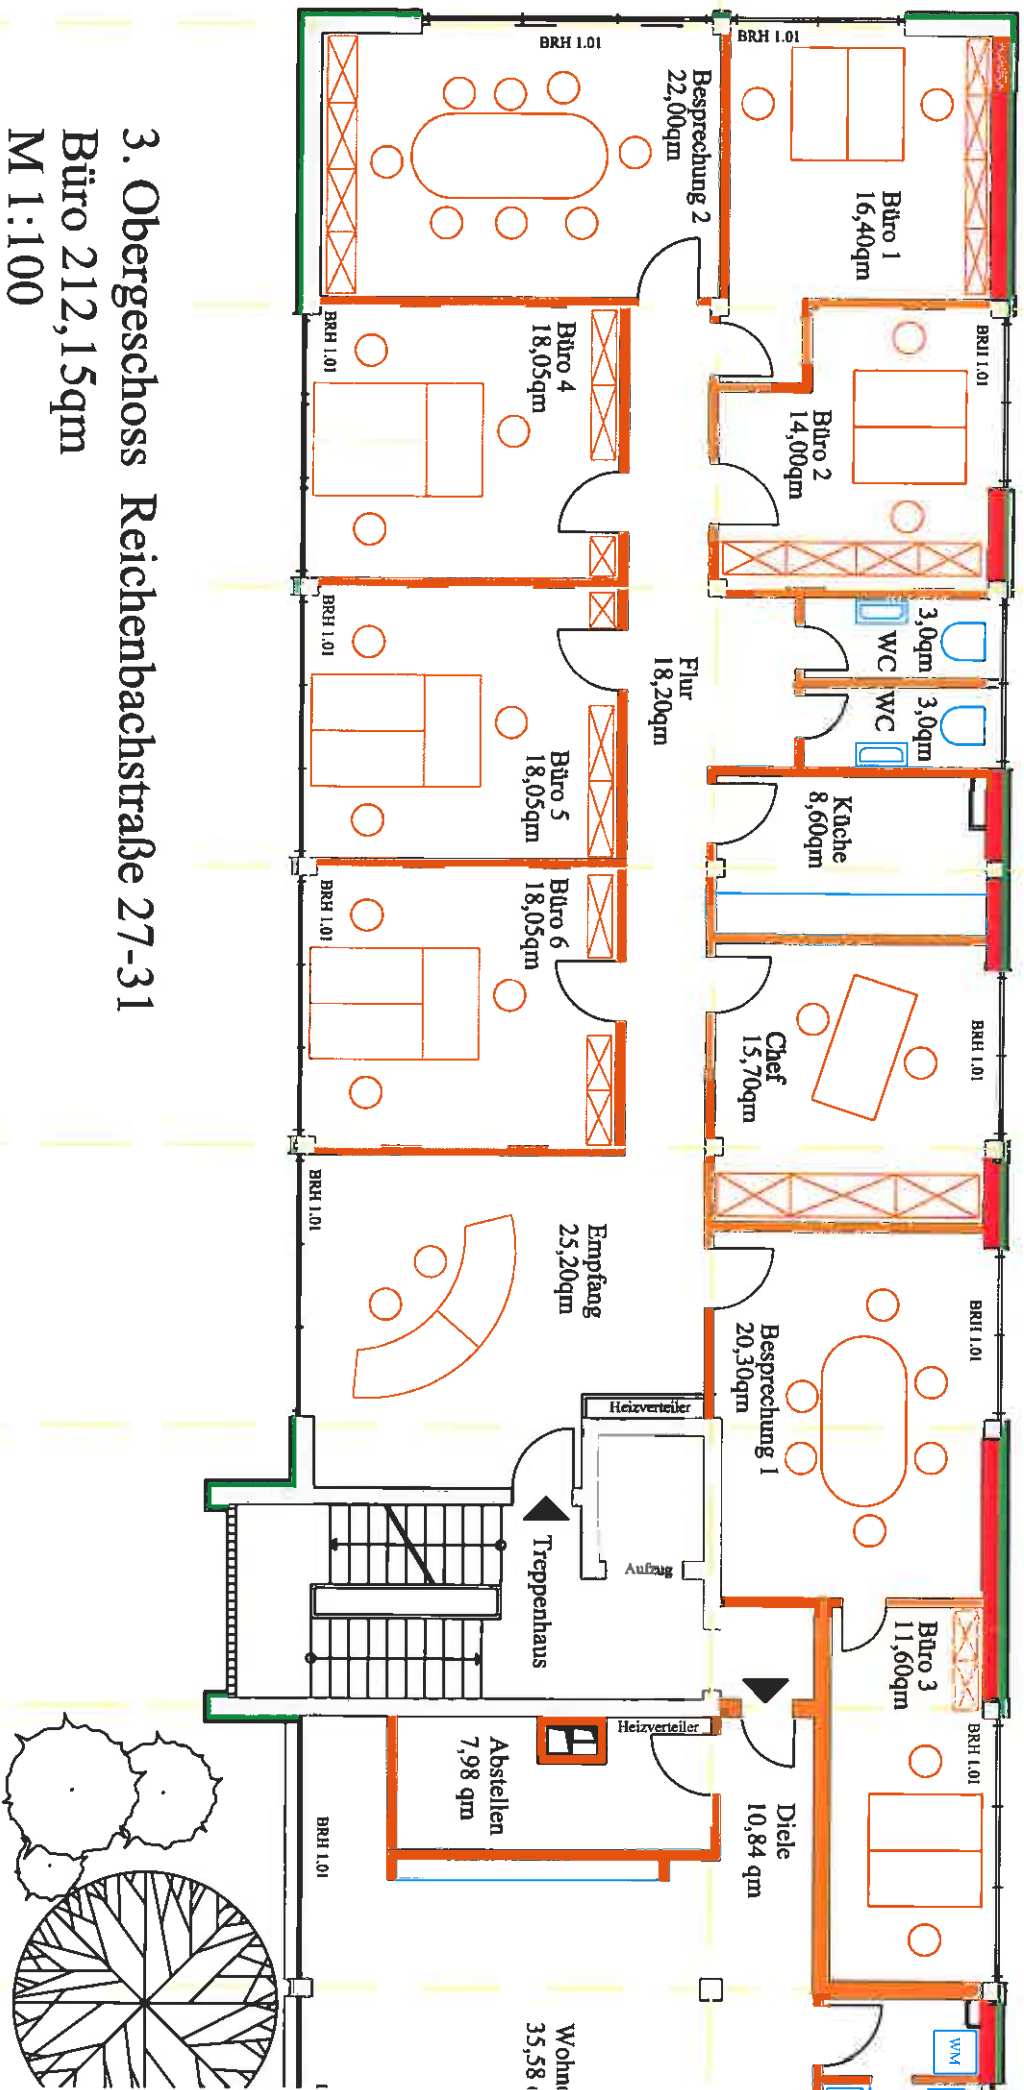 BRH 1.01
BRH 1.01
Besprechung 2
22,00qm
Büro 1
16,40qm
BRH 1.01
Büro 4
18,05qm
BRH 1.01
Büro 2
14,00qm
BRH 1.01
Flur
18,20qm
3,0qm
WC
3,0qm
WC
Büro 5
18,05qm
Küche
8,60qm
BRH 1.01
Büro 6
18,05qm
Chef
15,70qm
BRH 1.01
BRH 1.01
Empfang
25,20qm
Besprechung 1
20,30qm
BRH 1.01
Heizverteiler
Aufzug
Treppenhaus
Büro 3
11,60qm
BRH 1.01
Heizverteiler
Abstellen
7,98 qm
Diele
10,84 qm
BRH 1.01
35,58
WM
3. Obergeschoss Reichenbachstraße 27-31
Büro 212,15qm
M 1:100